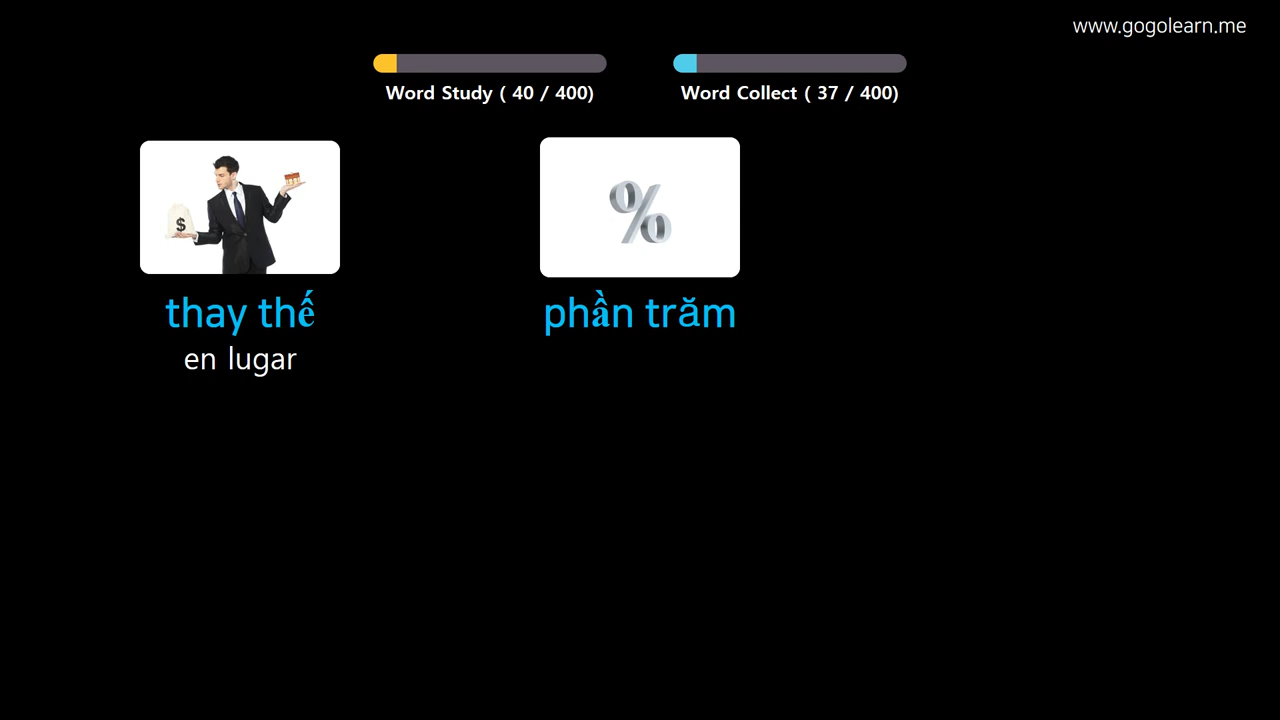 www.gogolearn.me
Word Study ( 40 / 400)
Word Collect ( 37 / 400)
$
%
thay thế
phần trăm
en lugar